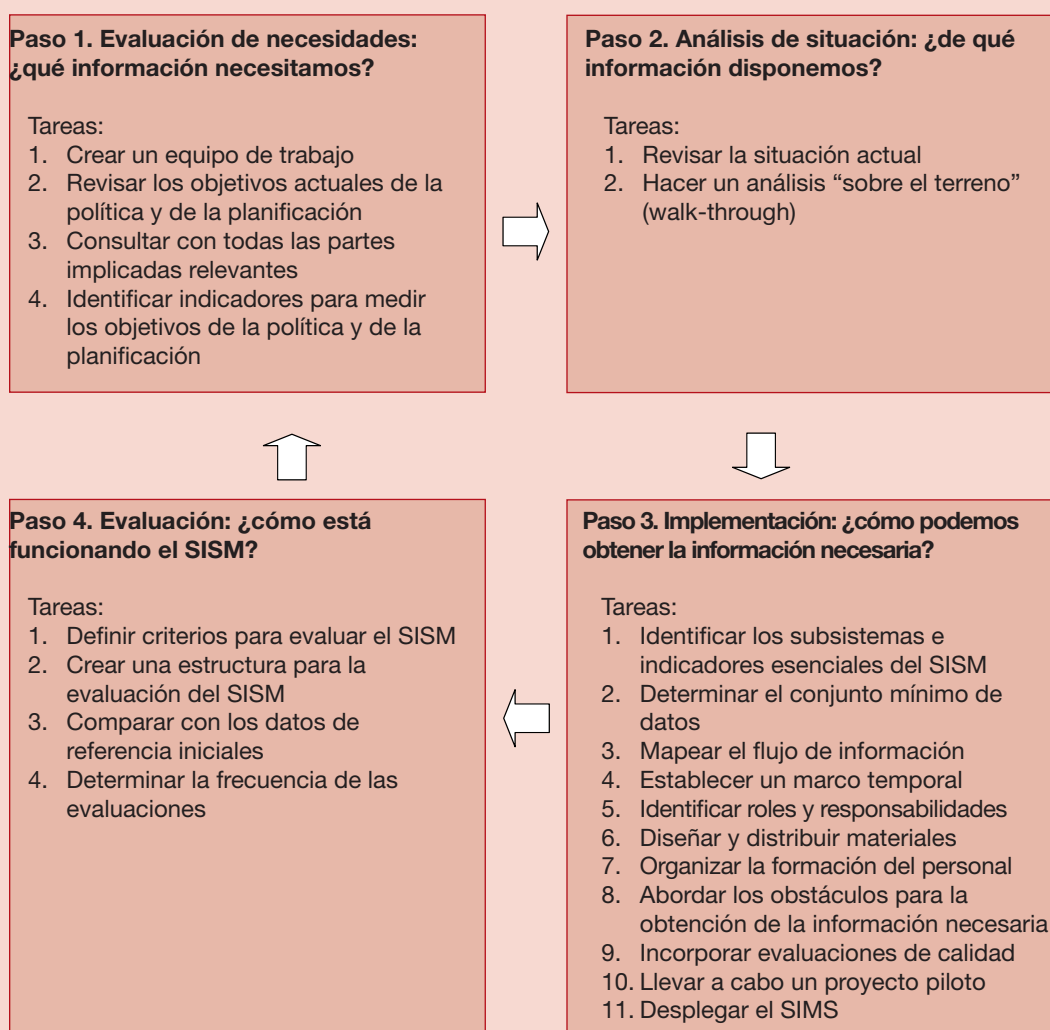 Paso 1. Evaluación de necesidades:
¿qué información necesitamos?
Tareas:
1. Crear un equipo de trabajo
2. Revisar los objetivos actuales de la
política y de la planificación
3. Consultar con todas las partes
implicadas relevantes
4. Identificar indicadores para medir
los objetivos de la política y de la
planificación
Paso 2. Análisis de situación: ¿de qué
información disponemos?
Tareas:
1. Revisar la situación actual
2. Hacer un análisis “sobre el terreno”
(walk-through)
Paso 3. Implementación: ¿cómo podemos
obtener la información necesaria?
Tareas:
1. Identificar los subsistemas e
indicadores esenciales del SISM
2. Determinar el conjunto mínimo de
datos
3. Mapear el flujo de información
4. Establecer un marco temporal
5. Identificar roles y responsabilidades
6. Diseñar y distribuir materiales
7. Organizar la formación del personal
8. Abordar los obstáculos para la
obtención de la información necesaria
9. Incorporar evaluaciones de calidad
10. Llevar a cabo un proyecto piloto
11. Desplegar el SIMS
Paso 4. Evaluación: ¿cómo está
funcionando el SISM?
Tareas:
1. Definir criterios para evaluar el SISM
2. Crear una estructura para la
evaluación del SISM
3. Comparar con los datos de
referencia iniciales
4. Determinar la frecuencia de las
evaluaciones